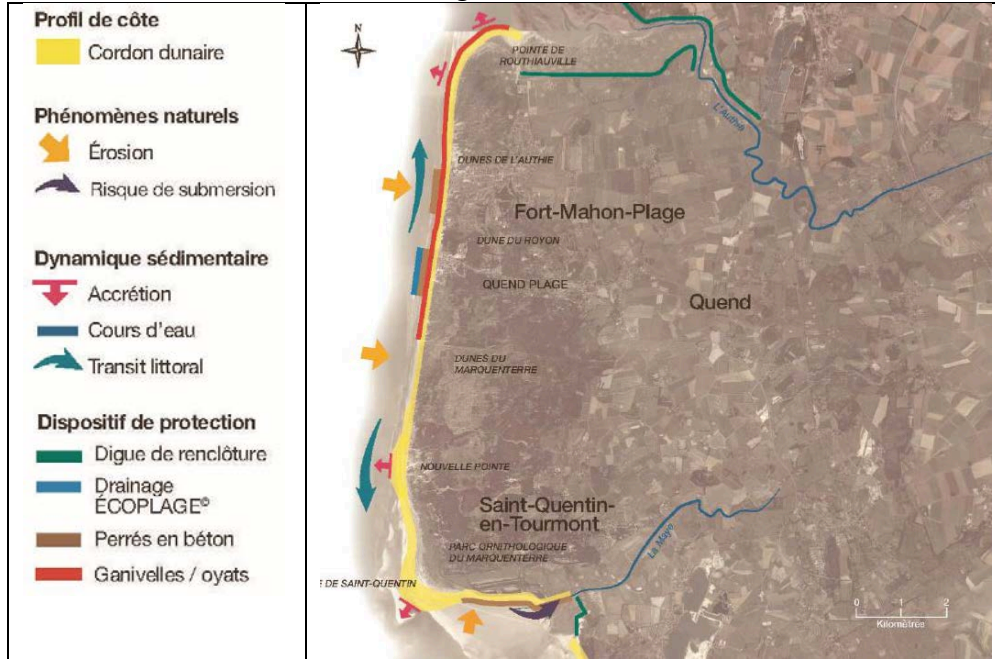 Profil de côte
Cordon dunaire
Phénomènes naturels
Érosion
Risque de submersion
Dynamique sédimentaire
Accrétion
Cours d'eau
Transit littoral
Dispositif de protection
Digue de renclôture
Drainage
ÉCOPLAGE©
Perrés en béton
Ganivelles / oyats
N
POINTE DE
ROUTHIAUVILLE
L'Authie
DUNES DE L'AUTHIE
Fort-Mahon-Plage
DUNE DU ROYON
QUEND PLAGE
Quend
DUNES DU
MARQUENTERRE
NOUVELLE POINTE
Saint-Quentin-
en-Tourmont
PARC ORNITHOLOGIQUE
DU MARQUENTERRE
La Maye
E DE SAINT-QUENTIN
0 1 2
Kilomètres